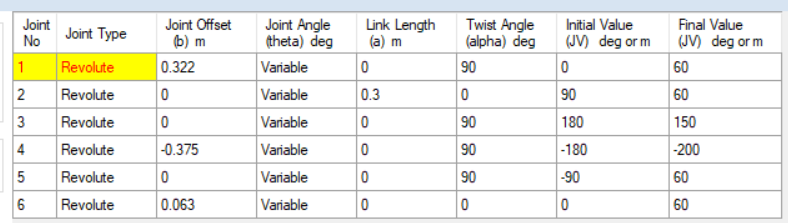 Joint No Joint Type Joint Offset (b) m Joint Angle (theta) deg Link Length (a) m Twist Angle (alpha) deg Initial Value (JV) deg or m Final Value (JV) deg or m
1 Revolute 0.322 Variable 0 90 0 60
2 Revolute 0 Variable 0.3 0 90 60
3 Revolute 0 Variable 0 90 180 150
4 Revolute -0.375 Variable 0 90 -180 -200
5 Revolute 0 Variable 0 90 -90 60
6 Revolute 0.063 Variable 0 0 0 60